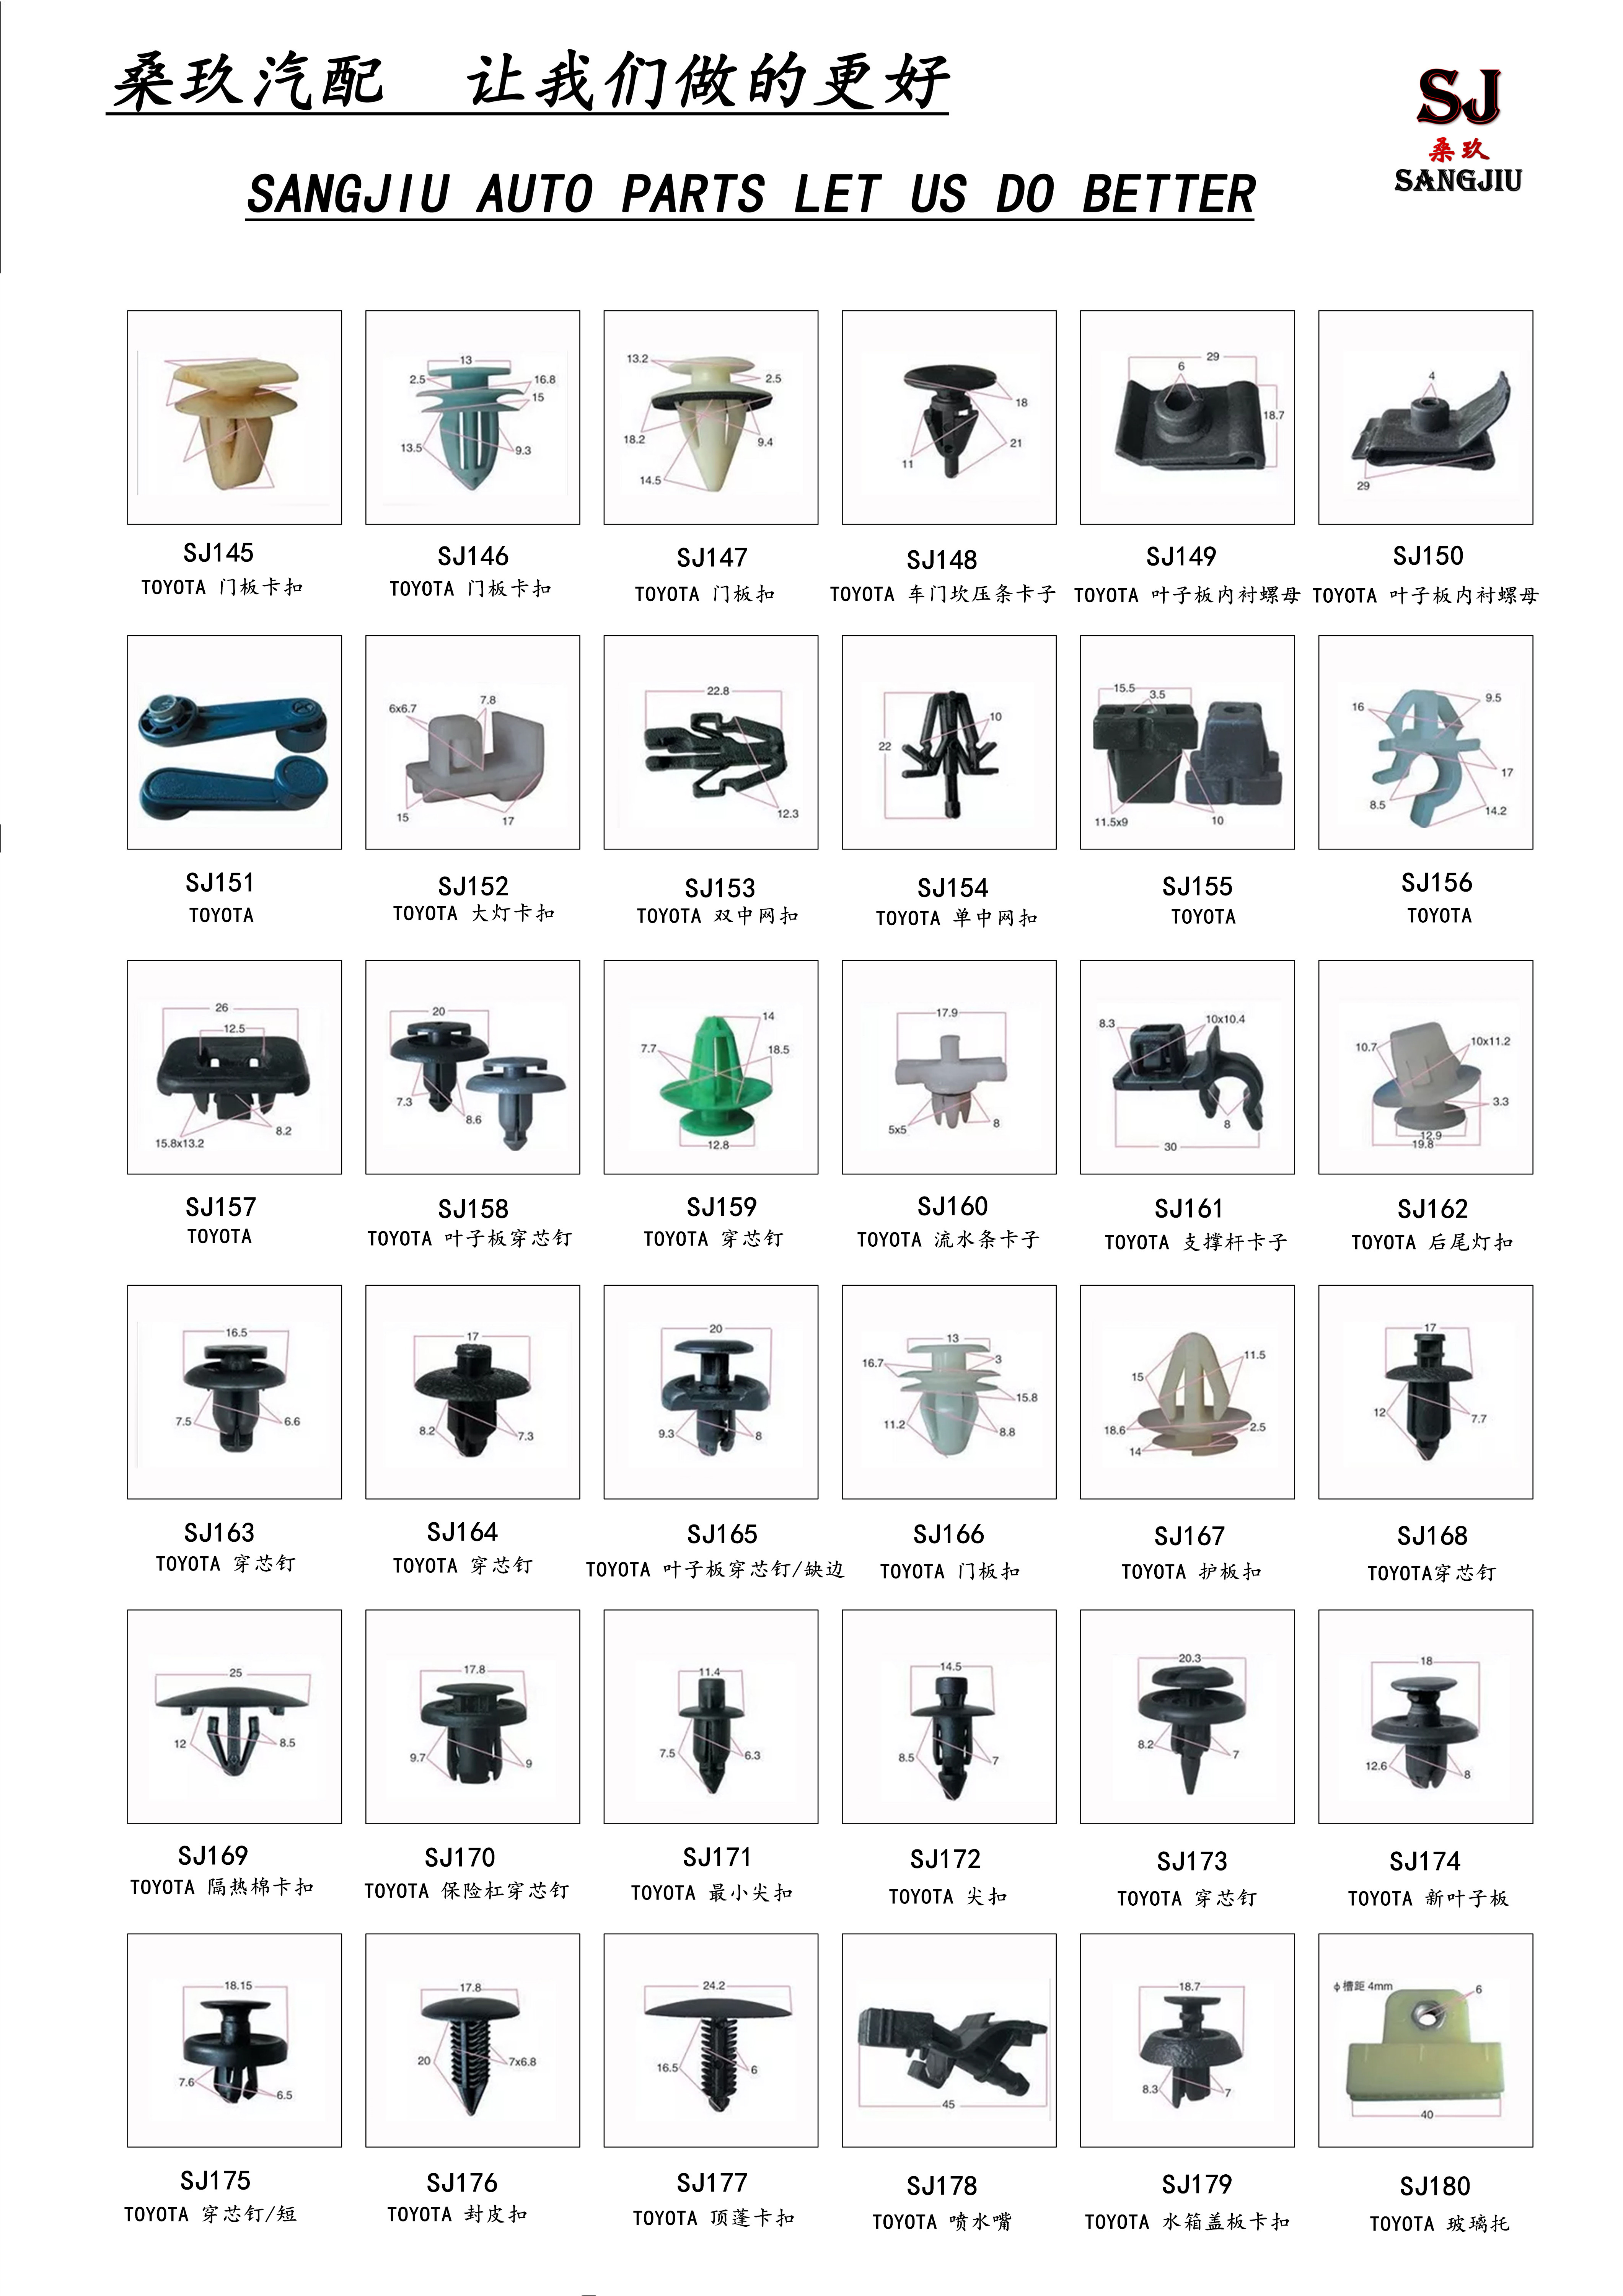 桑玖汽配 让我们做的更好
SJ
桑玖
SANGJIU
SANGJIU AUTO PARTS LET US DO BETTER
13
2.5
16.8
15
13.5
9.3
13.2
2.5
18.2
9.4
14.5
18
21
11
29
6
18.7
4
29
SJ145
SJ146
SJ147
SJ148
SJ149
SJ150
TOYOTA 门板卡扣
TOYOTA 门板卡扣
TOYOTA 门板扣
TOYOTA 车门坎压条卡子
TOYOTA 叶子板内衬螺母
TOYOTA 叶子板内衬螺母
6x6.7
7.8
15
17
22.8
12.3
10
22
15.5
3.5
11.5x9
10
16
9.5
17
8.5
14.2
SJ151
SJ152
SJ153
SJ154
SJ155
SJ156
TOYOTA
TOYOTA 大灯卡扣
TOYOTA 双中网扣
TOYOTA 单中网扣
TOYOTA
TOYOTA
26
12.5
8.2
15.8x13.2
20
7.3
8.6
14
7.7
18.5
12.8
17.9
5x5
8
8.3
10x10.4
8
30
10.7
10x11.2
3.3
12.9
19.8
SJ157
SJ158
SJ159
SJ160
SJ161
SJ162
TOYOTA
TOYOTA 叶子板穿芯钉
TOYOTA 穿芯钉
TOYOTA 流水条卡子
TOYOTA 支撑杆卡子
TOYOTA 后尾灯扣
16.5
7.5
6.6
17
8.2
7.3
20
9.3
8
13
16.7
3
15.8
11.2
8.8
11.5
15
18.6
2.5
14
17
12
7.7
SJ163
SJ164
SJ165
SJ166
SJ167
SJ168
TOYOTA 穿芯钉
TOYOTA 穿芯钉
TOYOTA 叶子板穿芯钉/缺边
TOYOTA 门板扣
TOYOTA 护板扣
TOYOTA穿芯钉
25
12
8.5
17.8
9.7
9
11.4
7.5
6.3
14.5
8.5
7
20.3
8.2
7
18
12.6
8
SJ169
SJ170
SJ171
SJ172
SJ173
SJ174
TOYOTA 隔热棉卡扣
TOYOTA 保险杠穿芯钉
TOYOTA 最小尖扣
TOYOTA 尖扣
TOYOTA 穿芯钉
TOYOTA 新叶子板
18.15
7.6
6.5
17.8
20
7x6.8
24.2
16.5
6
45
18.7
8.3
7
ф槽距 4mm
6
40
SJ175
SJ176
SJ177
SJ178
SJ179
SJ180
TOYOTA 穿芯钉/短
TOYOTA 封皮扣
TOYOTA 顶蓬卡扣
TOYOTA 喷水嘴
TOYOTA 水箱盖板卡扣
TOYOTA 玻璃托